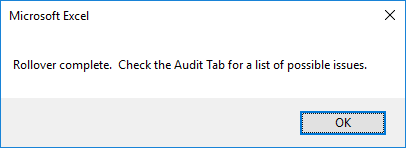 Microsoft Excel
Rollover complete.  Check the Audit Tab for a list of possible issues.
OK